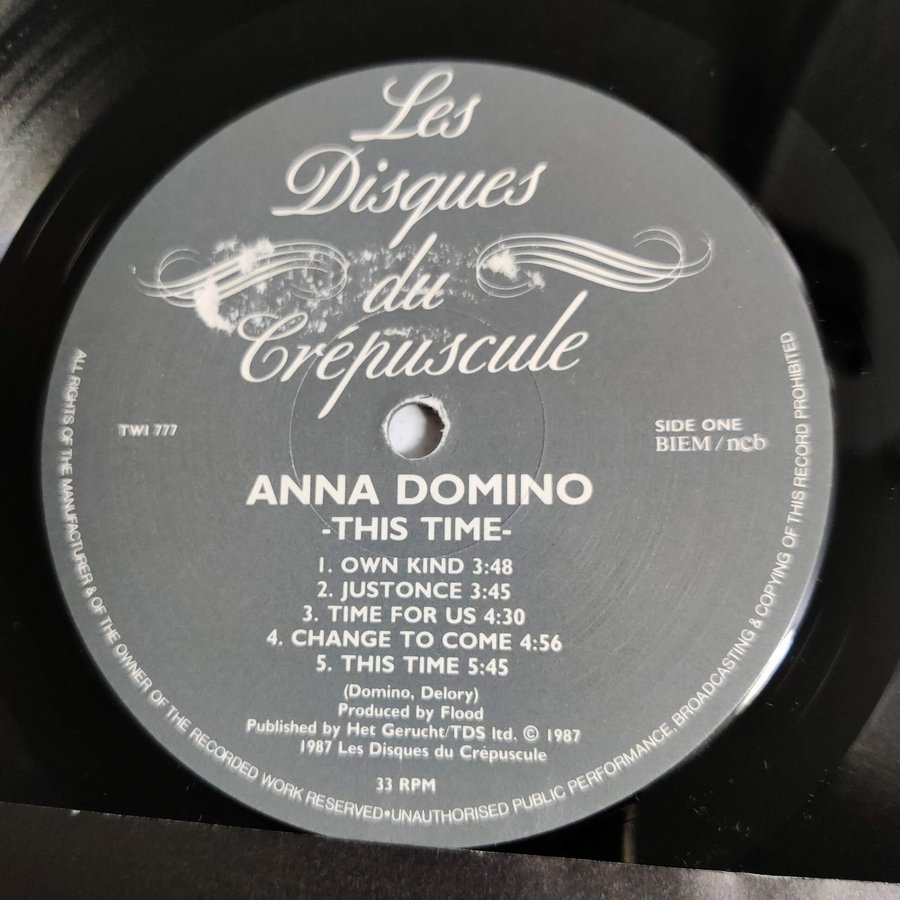 Les
Disques
du
Crépuscule
TWI 777
SIDE ONE
BIEM / ncb
ANNA DOMINO
-THIS TIME-
1. OWN KIND 3:48
2. JUSTONCE 3:45
3. TIME FOR US 4:30
4. CHANGE TO COME 4:56
5. THIS TIME 5:45
(Domino, Delory)
Produced by Flood
Published by Het Gerucht/TDS ltd. © 1987
1987 Les Disques du Crépuscule
33 RPM
ALL RIGHTS OF THE MANUFACTURER & OF THE OWNER OF THE RECORDED WORK RESERVED•UNAUTHORISED PUBLIC PERFORMANCE, BROADCASTING & COPYING OF THIS RECORD PROHIBITED